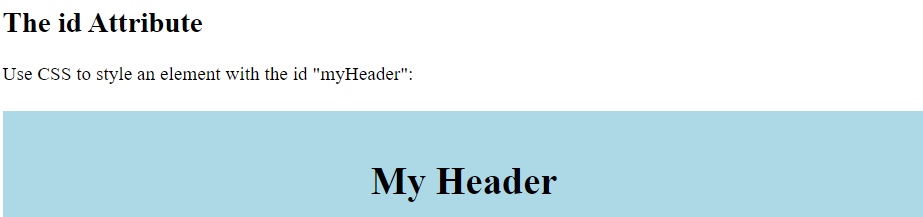 The id Attribute
Use CSS to style an element with the id "myHeader":
My Header